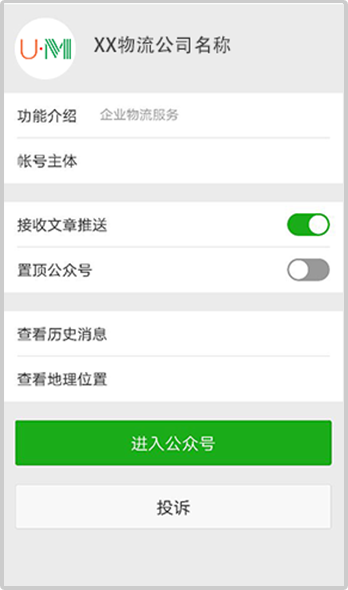 U·M
XX物流公司名称
功能介绍 企业物流服务
帐号主体
接收文章推送
置顶公众号
查看历史消息
查看地理位置
进入公众号
投诉